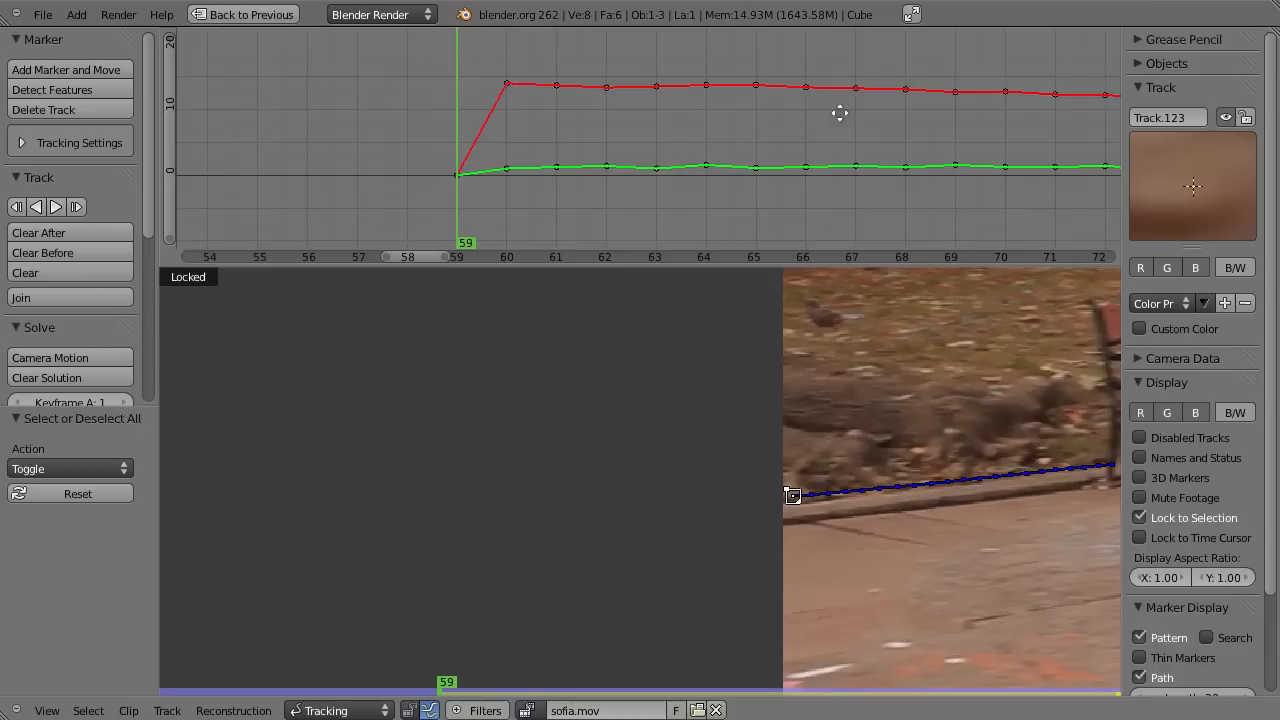 File Add Render Help Back to Previous Blender Render blender.org 262 | Ve:8 | Fa:6 | Ob:1-3 | La:1 | Mem:14.93M (1643.58M) | Cube
Marker
Add Marker and Move
Detect Features
Delete Track
Tracking Settings
Track
Clear After
Clear Before
Clear
Join
Solve
Camera Motion
Clear Solution
Keyframe A: 1
Select or Deselect All
Action
Toggle
Reset
20
10
0
59
54 55 56 57 58 59 60 61 62 63 64 65 66 67 68 69 70 71 72
Locked
59
Grease Pencil
Objects
Track
Track.123
R G B B/W
Color Pr
Custom Color
Camera Data
Display
R G B B/W
Disabled Tracks
Names and Status
3D Markers
Mute Footage
Lock to Selection
Lock to Time Cursor
Display Aspect Ratio:
X: 1.00 Y: 1.00
Marker Display
Pattern Search
Thin Markers
Path
View Select Clip Track Reconstruction Tracking Filters sofia.mov F